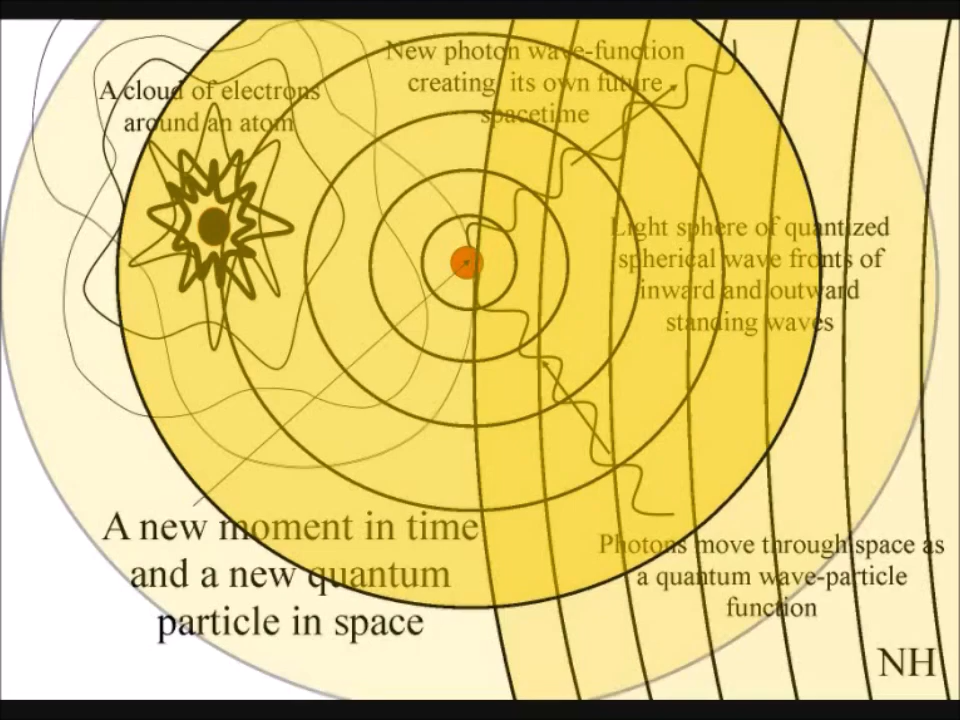 A cloud of electrons
around an atom
New photon wave-function
creating its own future
spacetime
Light sphere of quantized
spherical wave fronts of
inward and outward
standing waves
A new moment in time
and a new quantum
particle in space
Photons move through space as
a quantum wave-particle
function
NH